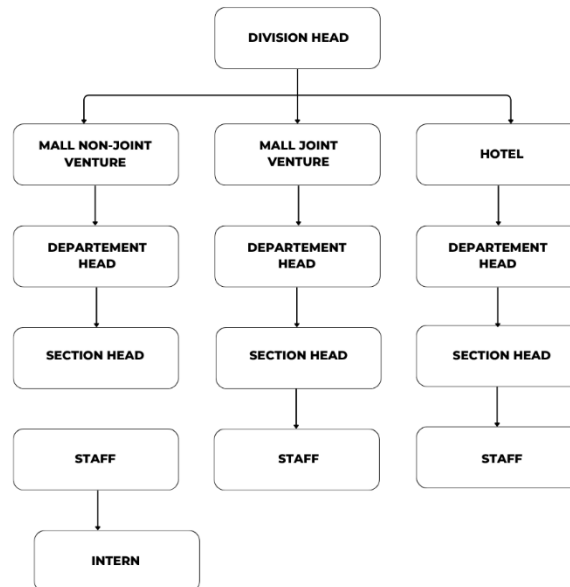 DIVISION HEAD
MALL NON-JOINT
VENTURE
MALL JOINT
VENTURE
HOTEL
DEPARTEMENT
HEAD
DEPARTEMENT
HEAD
DEPARTEMENT
HEAD
SECTION HEAD
SECTION HEAD
SECTION HEAD
STAFF
STAFF
STAFF
INTERN